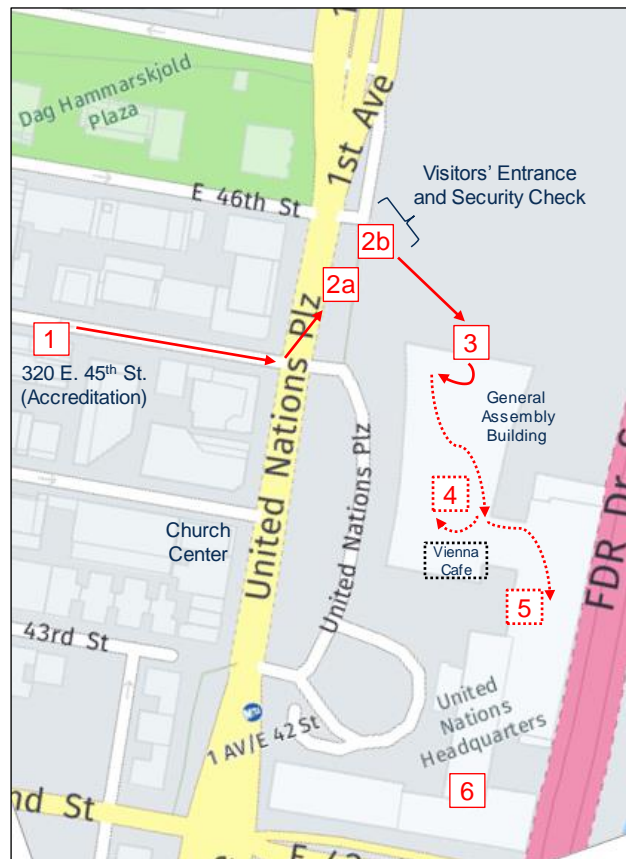 Dag Hammarskjold
Plaza
1st Ave
E 46th St
Visitors' Entrance
and Security Check
2b
2a
1
3
320 E. 45th St.
(Accreditation)
General
Assembly
Building
United Nations Plz
United Nations Plz
4
Church
Center
Vienna
Cafe
5
FDR Dr
43rd St
United
Nations
Headquarters
1 AV/E 42 St
6
nd St